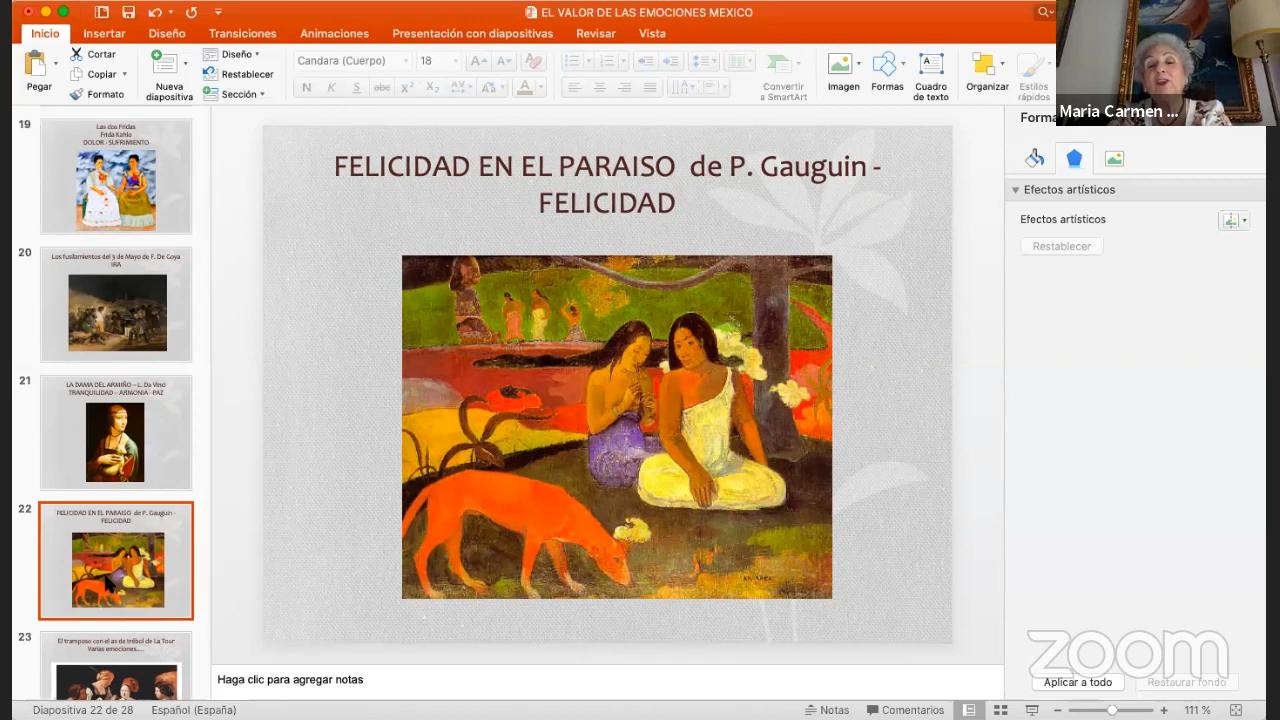 EL VALOR DE LAS EMOCIONES MEXICO
Inicio
Insertar
Diseño
Transiciones
Animaciones
Presentación con diapositivas
Revisar
Vista
Pegar
Cortar
Copiar
Formato
Nueva
diapositiva
Diseño
Restablecer
Sección
Candara (Cuerpo)
18
N K S abc X² X₂
Convertir
a SmartArt
Imagen
Formas
Cuadro
de texto
Organizar
Estilos
rápidos
Maria Carmen ...
19
Las dos Fridas
Frida Kahlo
DOLOR - SUFRIMIENTO
20
Los fusilamientos del 3 de Mayo de F. De Goya
IRA
21
LA DAMA DEL ARMIÑO – L. Da Vinci
TRANQUILIDAD – ARMONIA - PAZ
22
FELICIDAD EN EL PARAISO de P. Gauguin -
FELICIDAD
23
El tramposo con el as de trébol de La Tour
Varias emociones....
FELICIDAD EN EL PARAISO de P. Gauguin -
FELICIDAD
Haga clic para agregar notas
Forma
Efectos artísticos
Efectos artísticos
Restablecer
zoom
Aplicar a todo
Restaurar fondo
Diapositiva 22 de 28
Español (España)
Notas
Comentarios
111 %